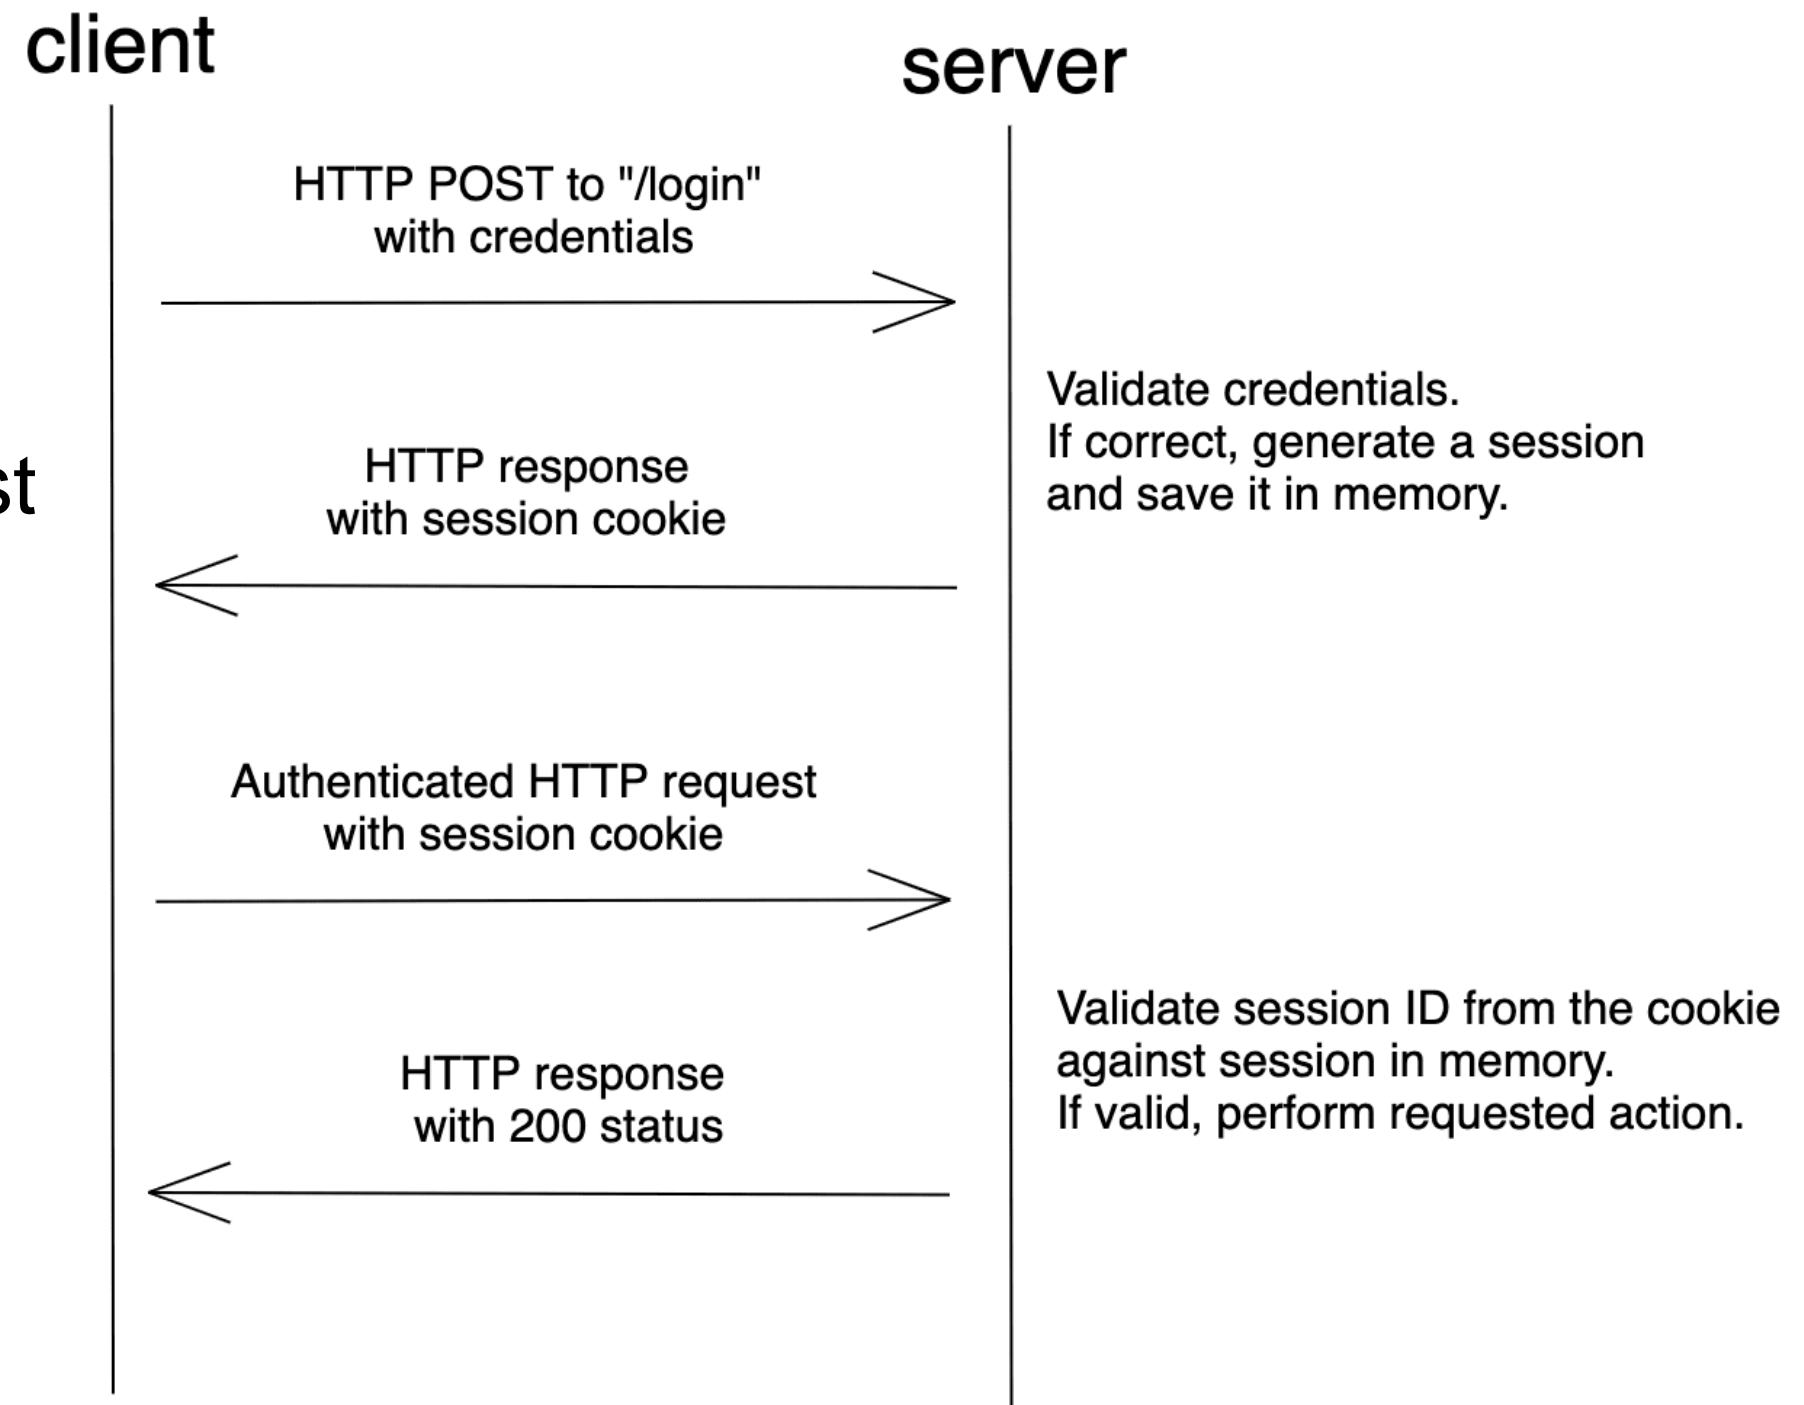 client
server
HTTP POST to "/login"
with credentials
Validate credentials.
If correct, generate a session
and save it in memory.
HTTP response
with session cookie
st
Authenticated HTTP request
with session cookie
Validate session ID from the cookie
against session in memory.
If valid, perform requested action.
HTTP response
with 200 status